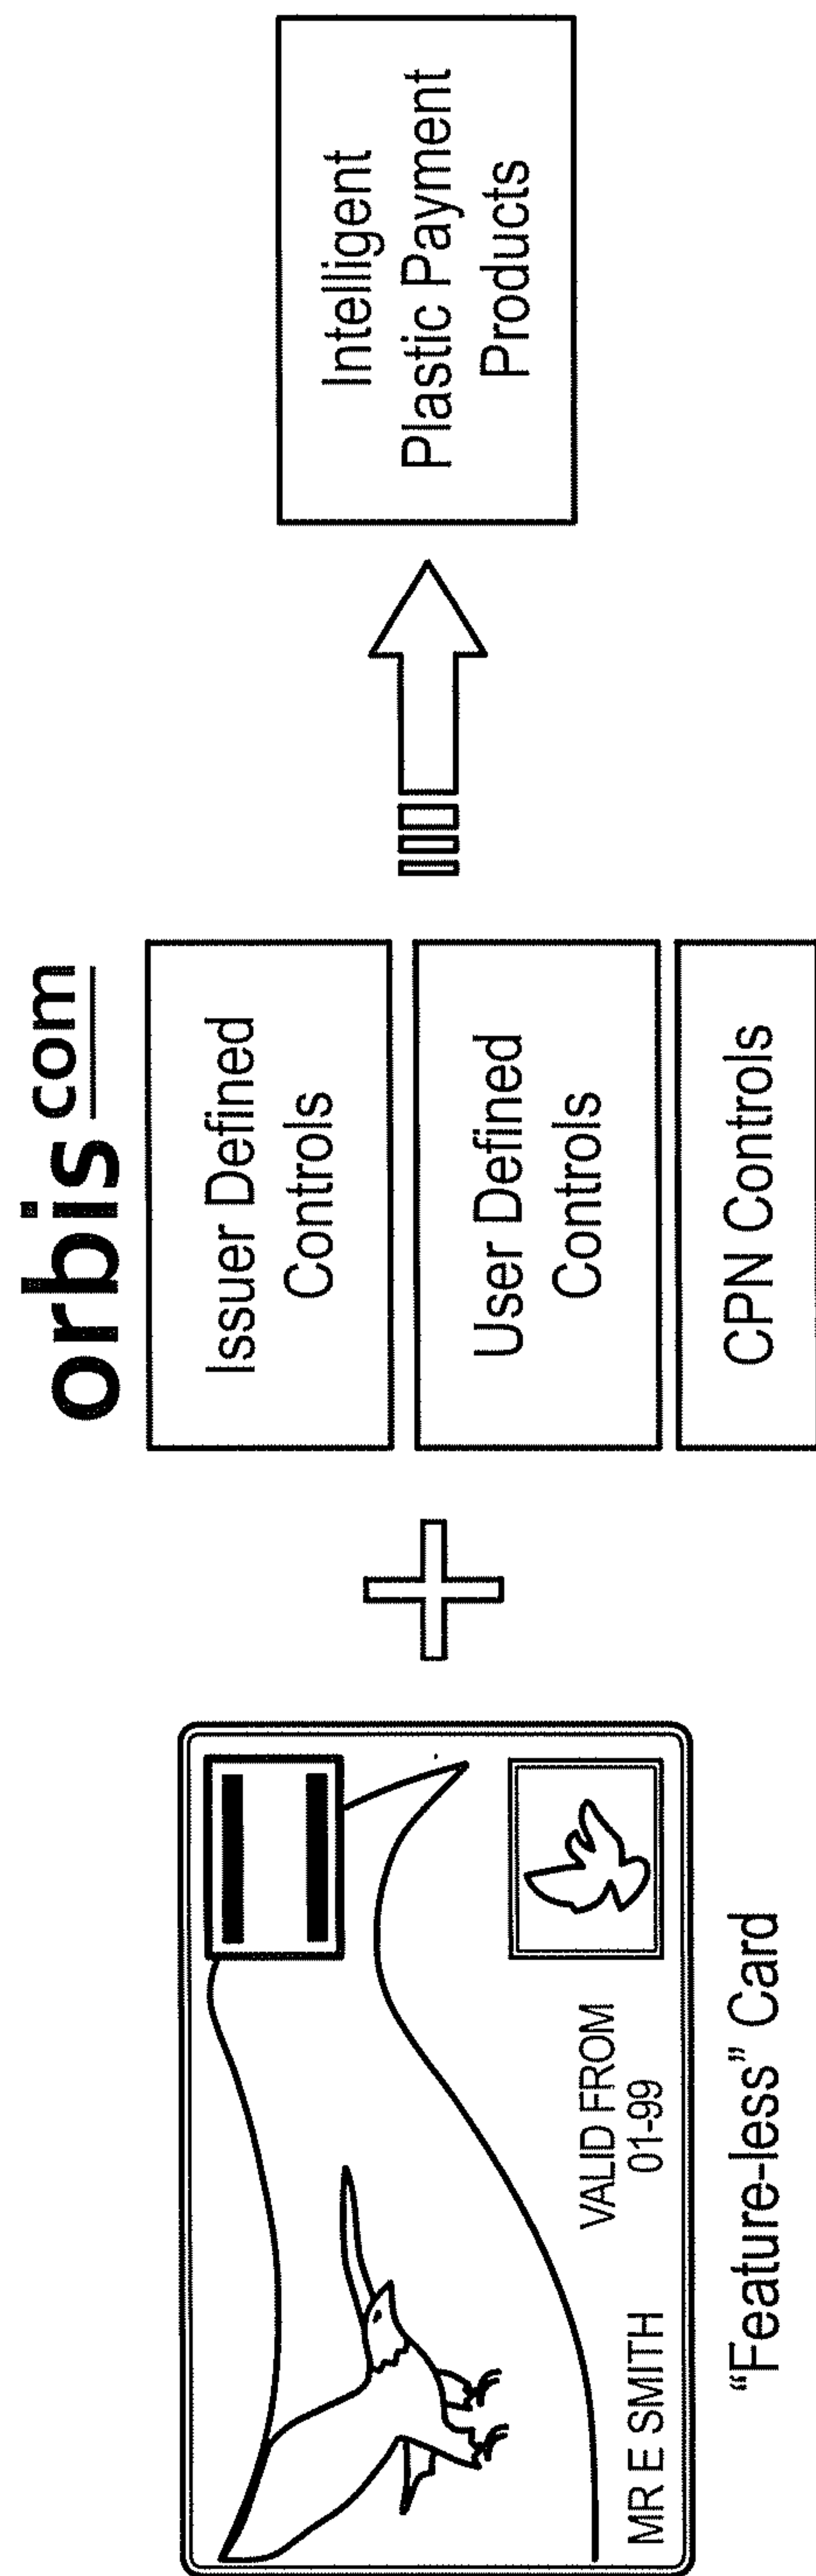 MR E SMITH
VALID FROM
01-99
"Feature-less" Card
orbis com
Issuer Defined
Controls
User Defined
Controls
CPN Controls
Intelligent
Plastic Payment
Products